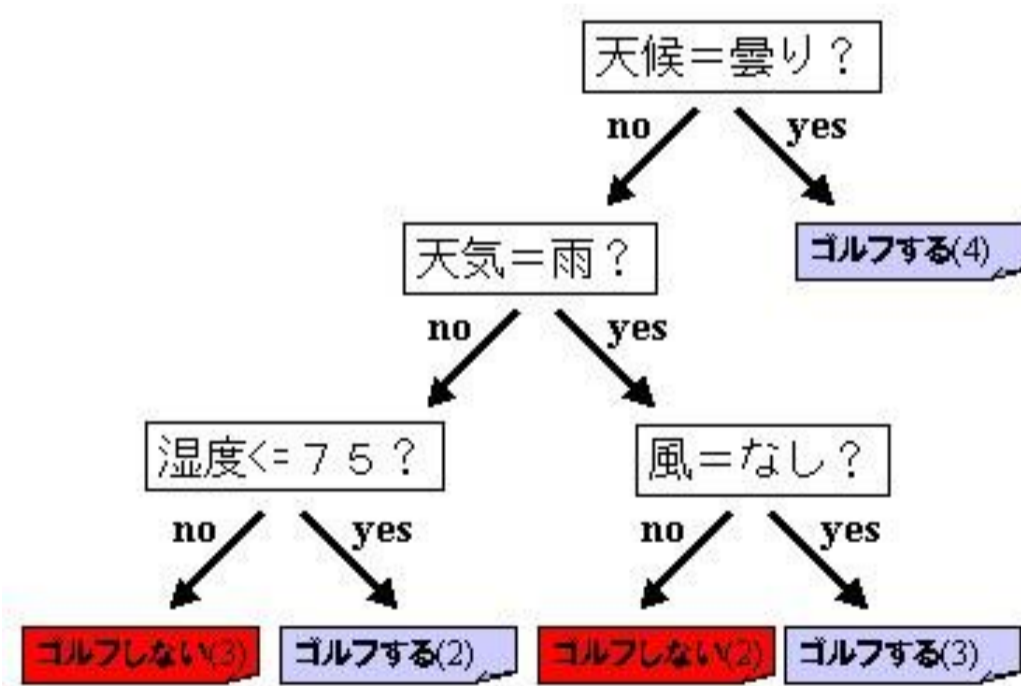 天候＝曇り？
no
yes
天気＝雨？
ゴルフする(4)
no
yes
湿度<=７５？
風＝なし？
no
yes
no
yes
ゴルフしない(3)
ゴルフする(2)
ゴルフしない(2)
ゴルフする(3)